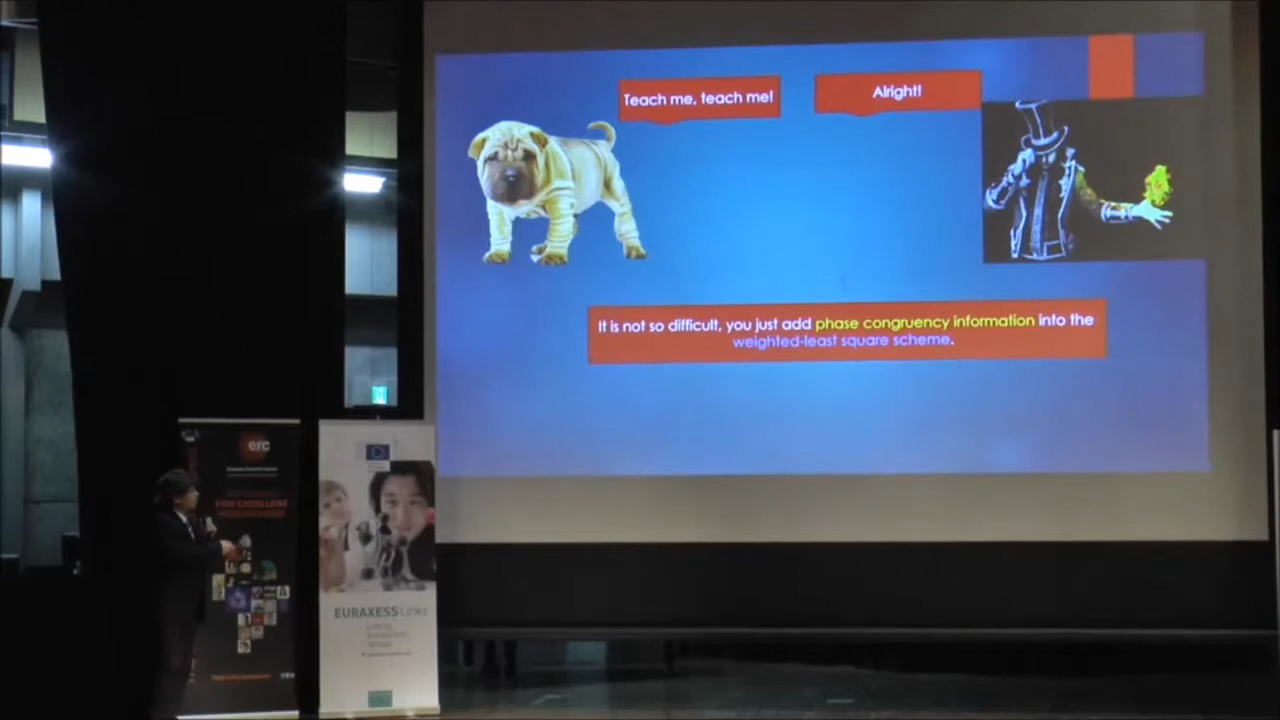 Teach me, teach me!
Alright!
It is not so difficult, you just add phase congruency information into the
weighted-least square scheme.
erc
EURAXESS Links